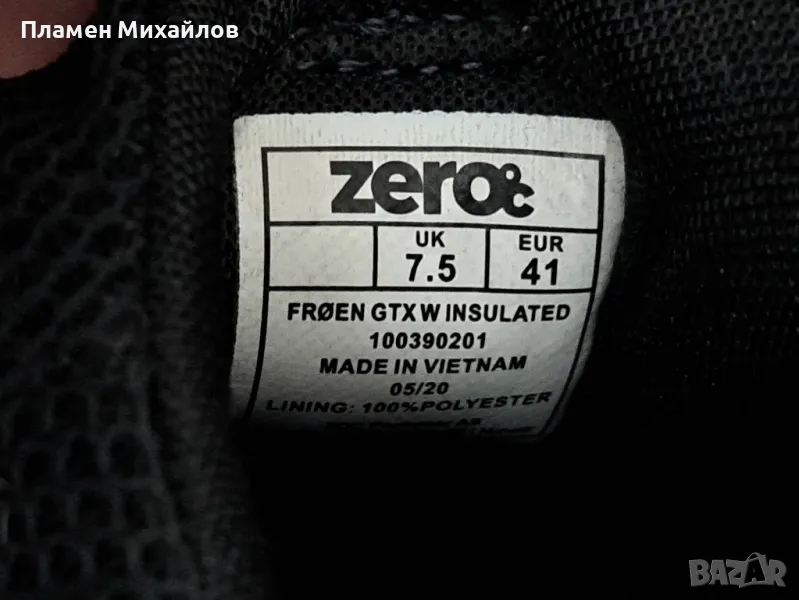 Пламен Михайлов
zero°c
UK EUR
7.5 41
FRØEN GTX W INSULATED
100390201
MADE IN VIETNAM
05/20
LINING: 100% POLYESTER
BAZAR